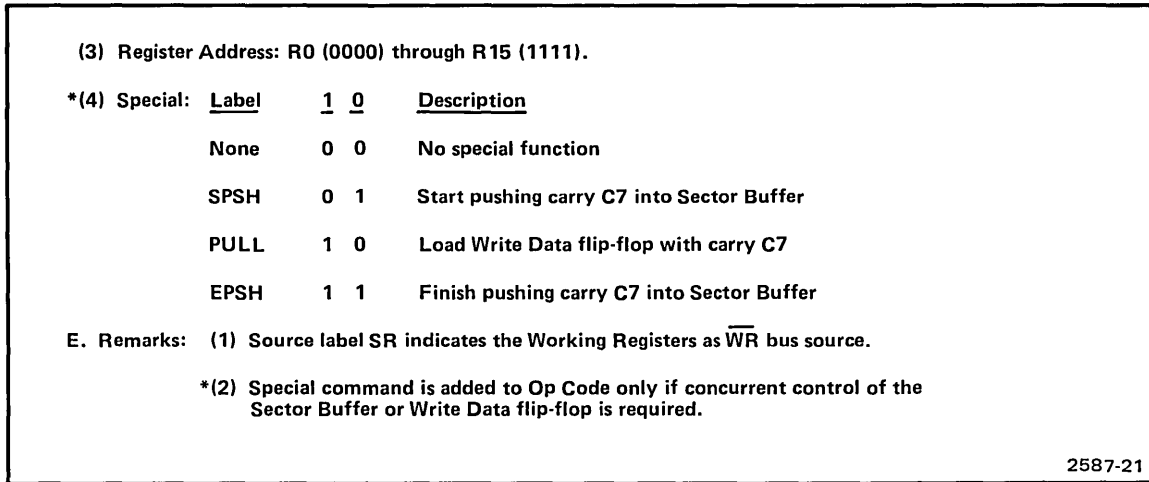 (3) Register Address: R0 (0000) through R15 (1111).
*(4) Special: Label 1 0 Description
None 0 0 No special function
SPSH 0 1 Start pushing carry C7 into Sector Buffer
PULL 1 0 Load Write Data flip-flop with carry C7
EPSH 1 1 Finish pushing carry C7 into Sector Buffer
E. Remarks: (1) Source label SR indicates the Working Registers as W̅R̅ bus source.
*(2) Special command is added to Op Code only if concurrent control of the
Sector Buffer or Write Data flip-flop is required.
2587-21